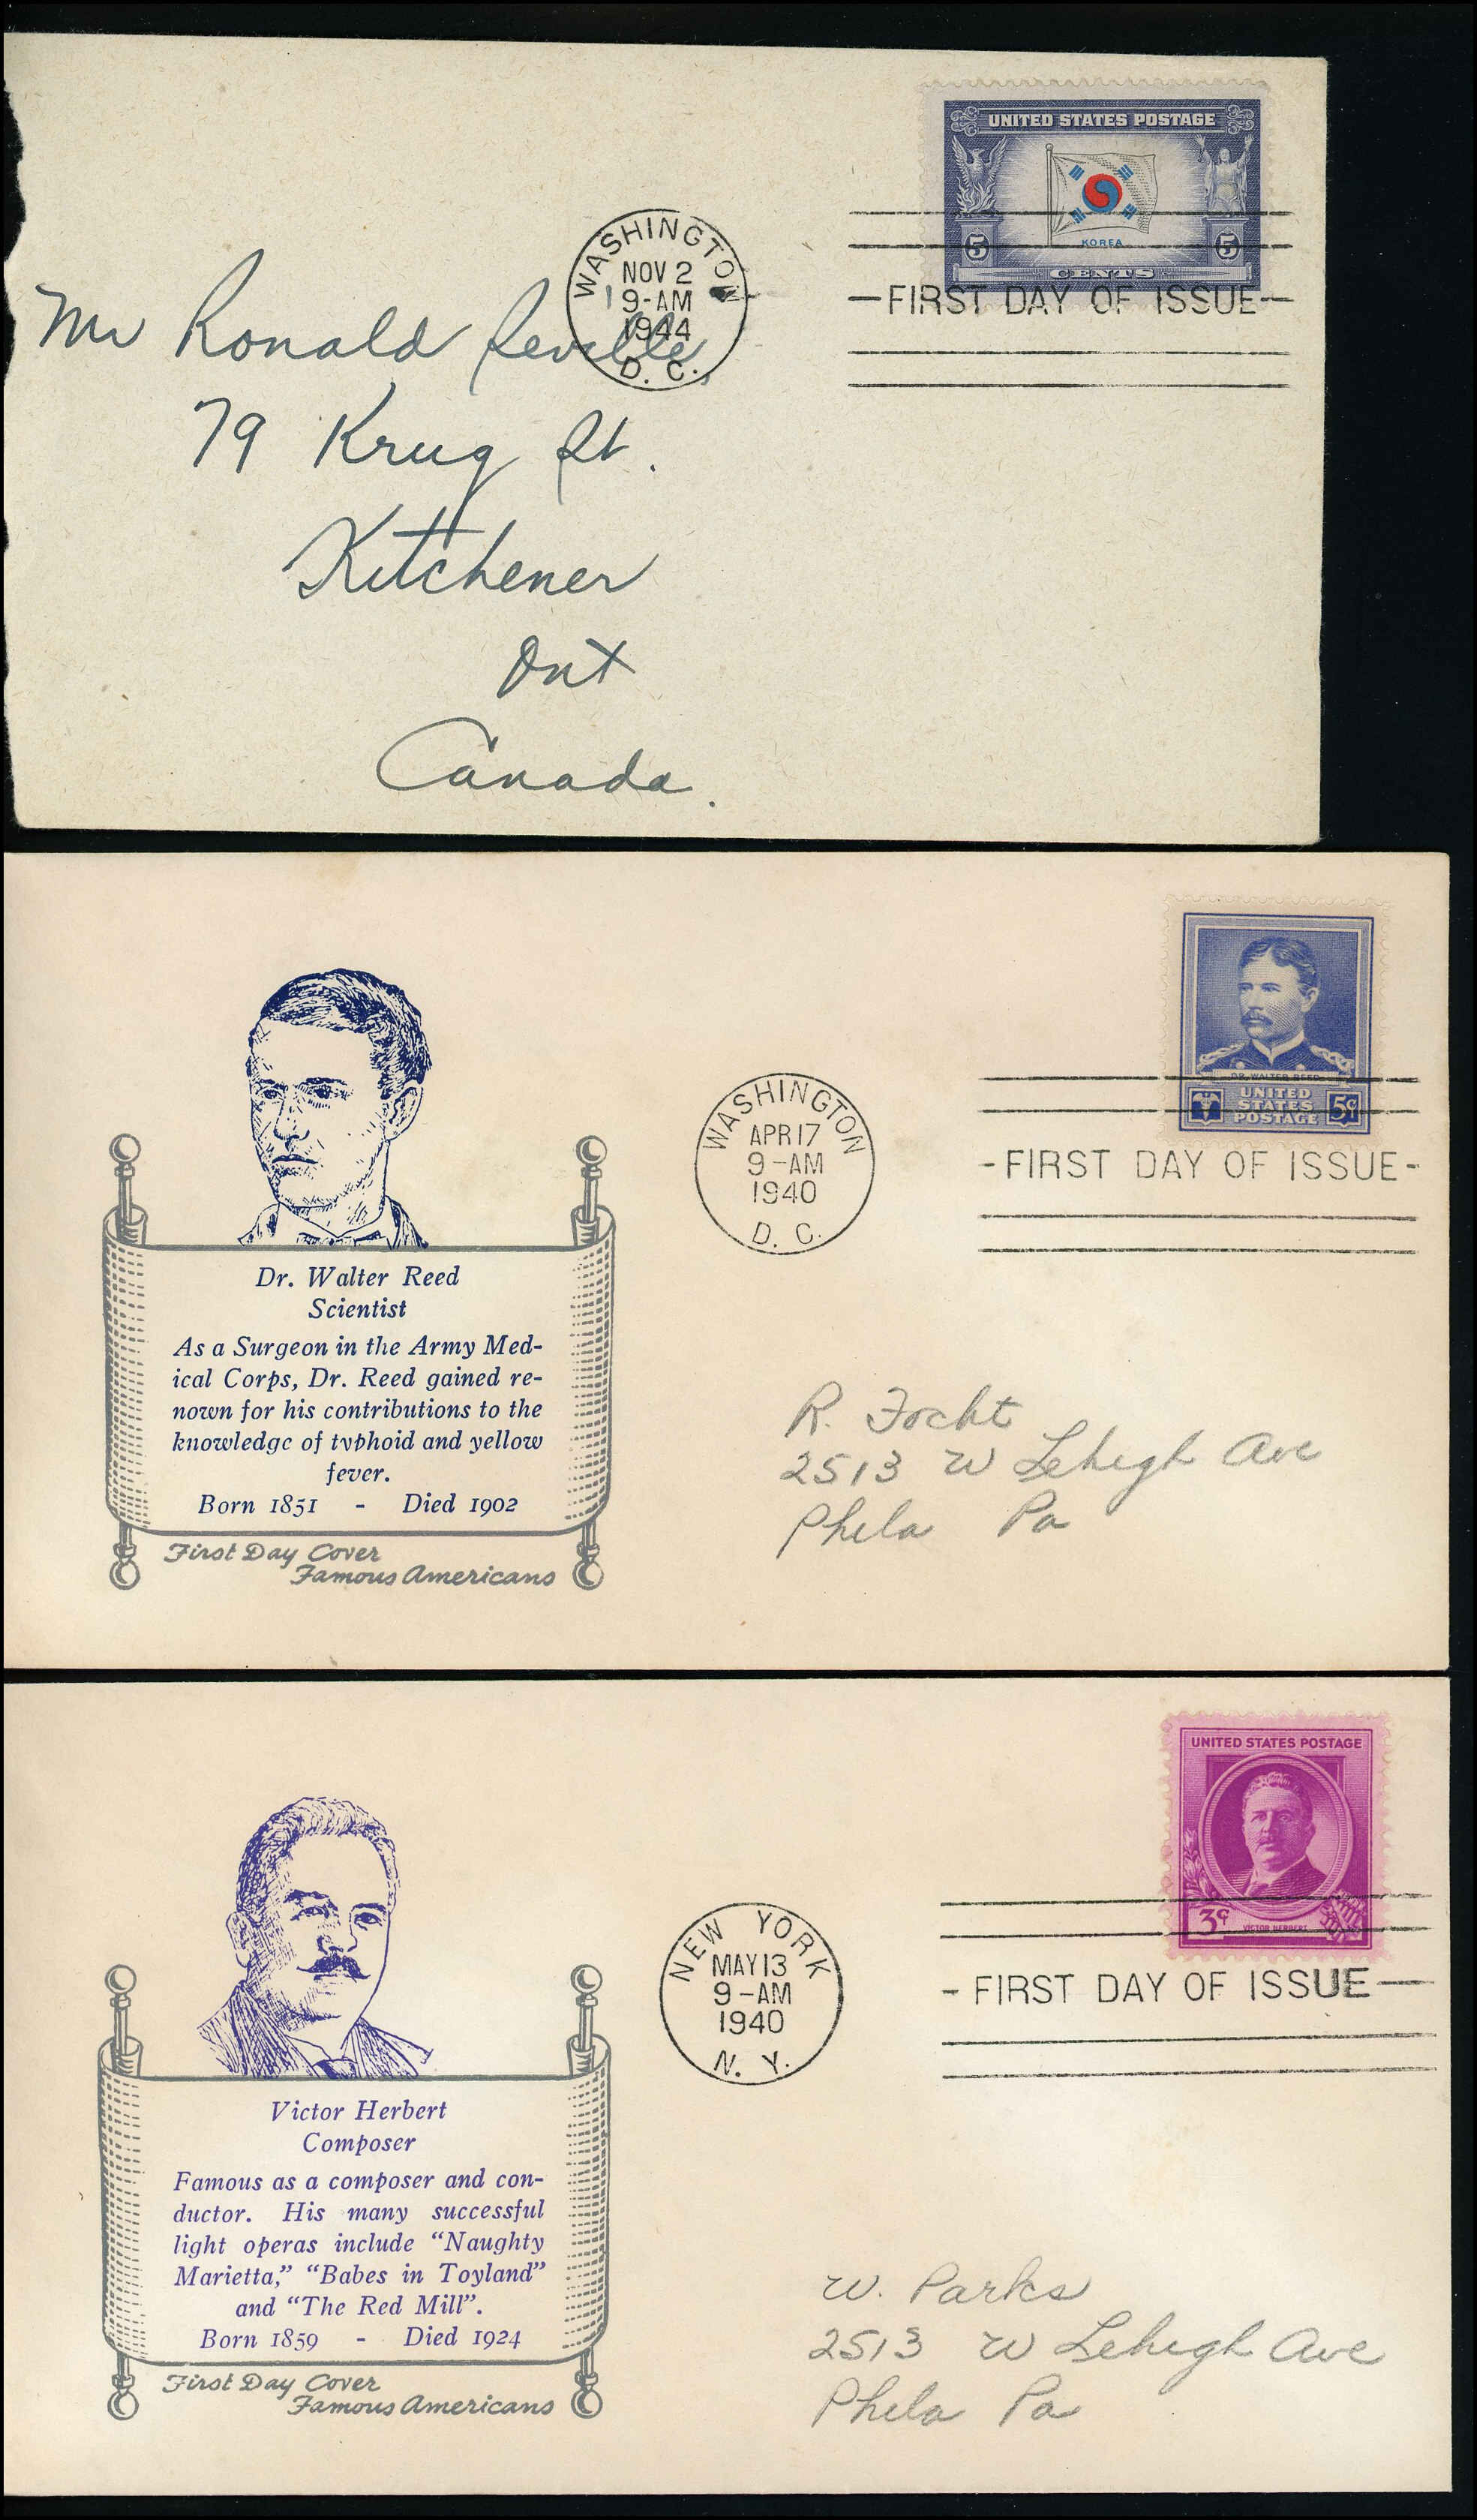 UNITED STATES POSTAGE
KOREA
5 5
CENTS
WASHINGTON
NOV 2
9-AM
1944
D. C.
—FIRST DAY OF ISSUE—
Mr Ronald
79 Krug St.
Kitchener
Ont
Canada.
DR. WALTER REED
UNITED
STATES
POSTAGE
5¢
WASHINGTON
APR 17
9-AM
1940
D. C.
-FIRST DAY OF ISSUE-
Dr. Walter Reed
Scientist
As a Surgeon in the Army Med-
ical Corps, Dr. Reed gained re-
nown for his contributions to the
knowledge of typhoid and yellow
fever.
Born 1851 - Died 1902
First Day Cover
Famous Americans
R. Focht
2513 W Lehigh Ave
Phila Pa
UNITED STATES POSTAGE
3¢
VICTOR HERBERT
NEW YORK
MAY 13
9-AM
1940
N. Y.
-FIRST DAY OF ISSUE—
Victor Herbert
Composer
Famous as a composer and con-
ductor. His many successful
light operas include “Naughty
Marietta,” “Babes in Toyland”
and “The Red Mill”.
Born 1859 - Died 1924
First Day Cover
Famous Americans
W. Parks
2513 W Lehigh Ave
Phila Pa